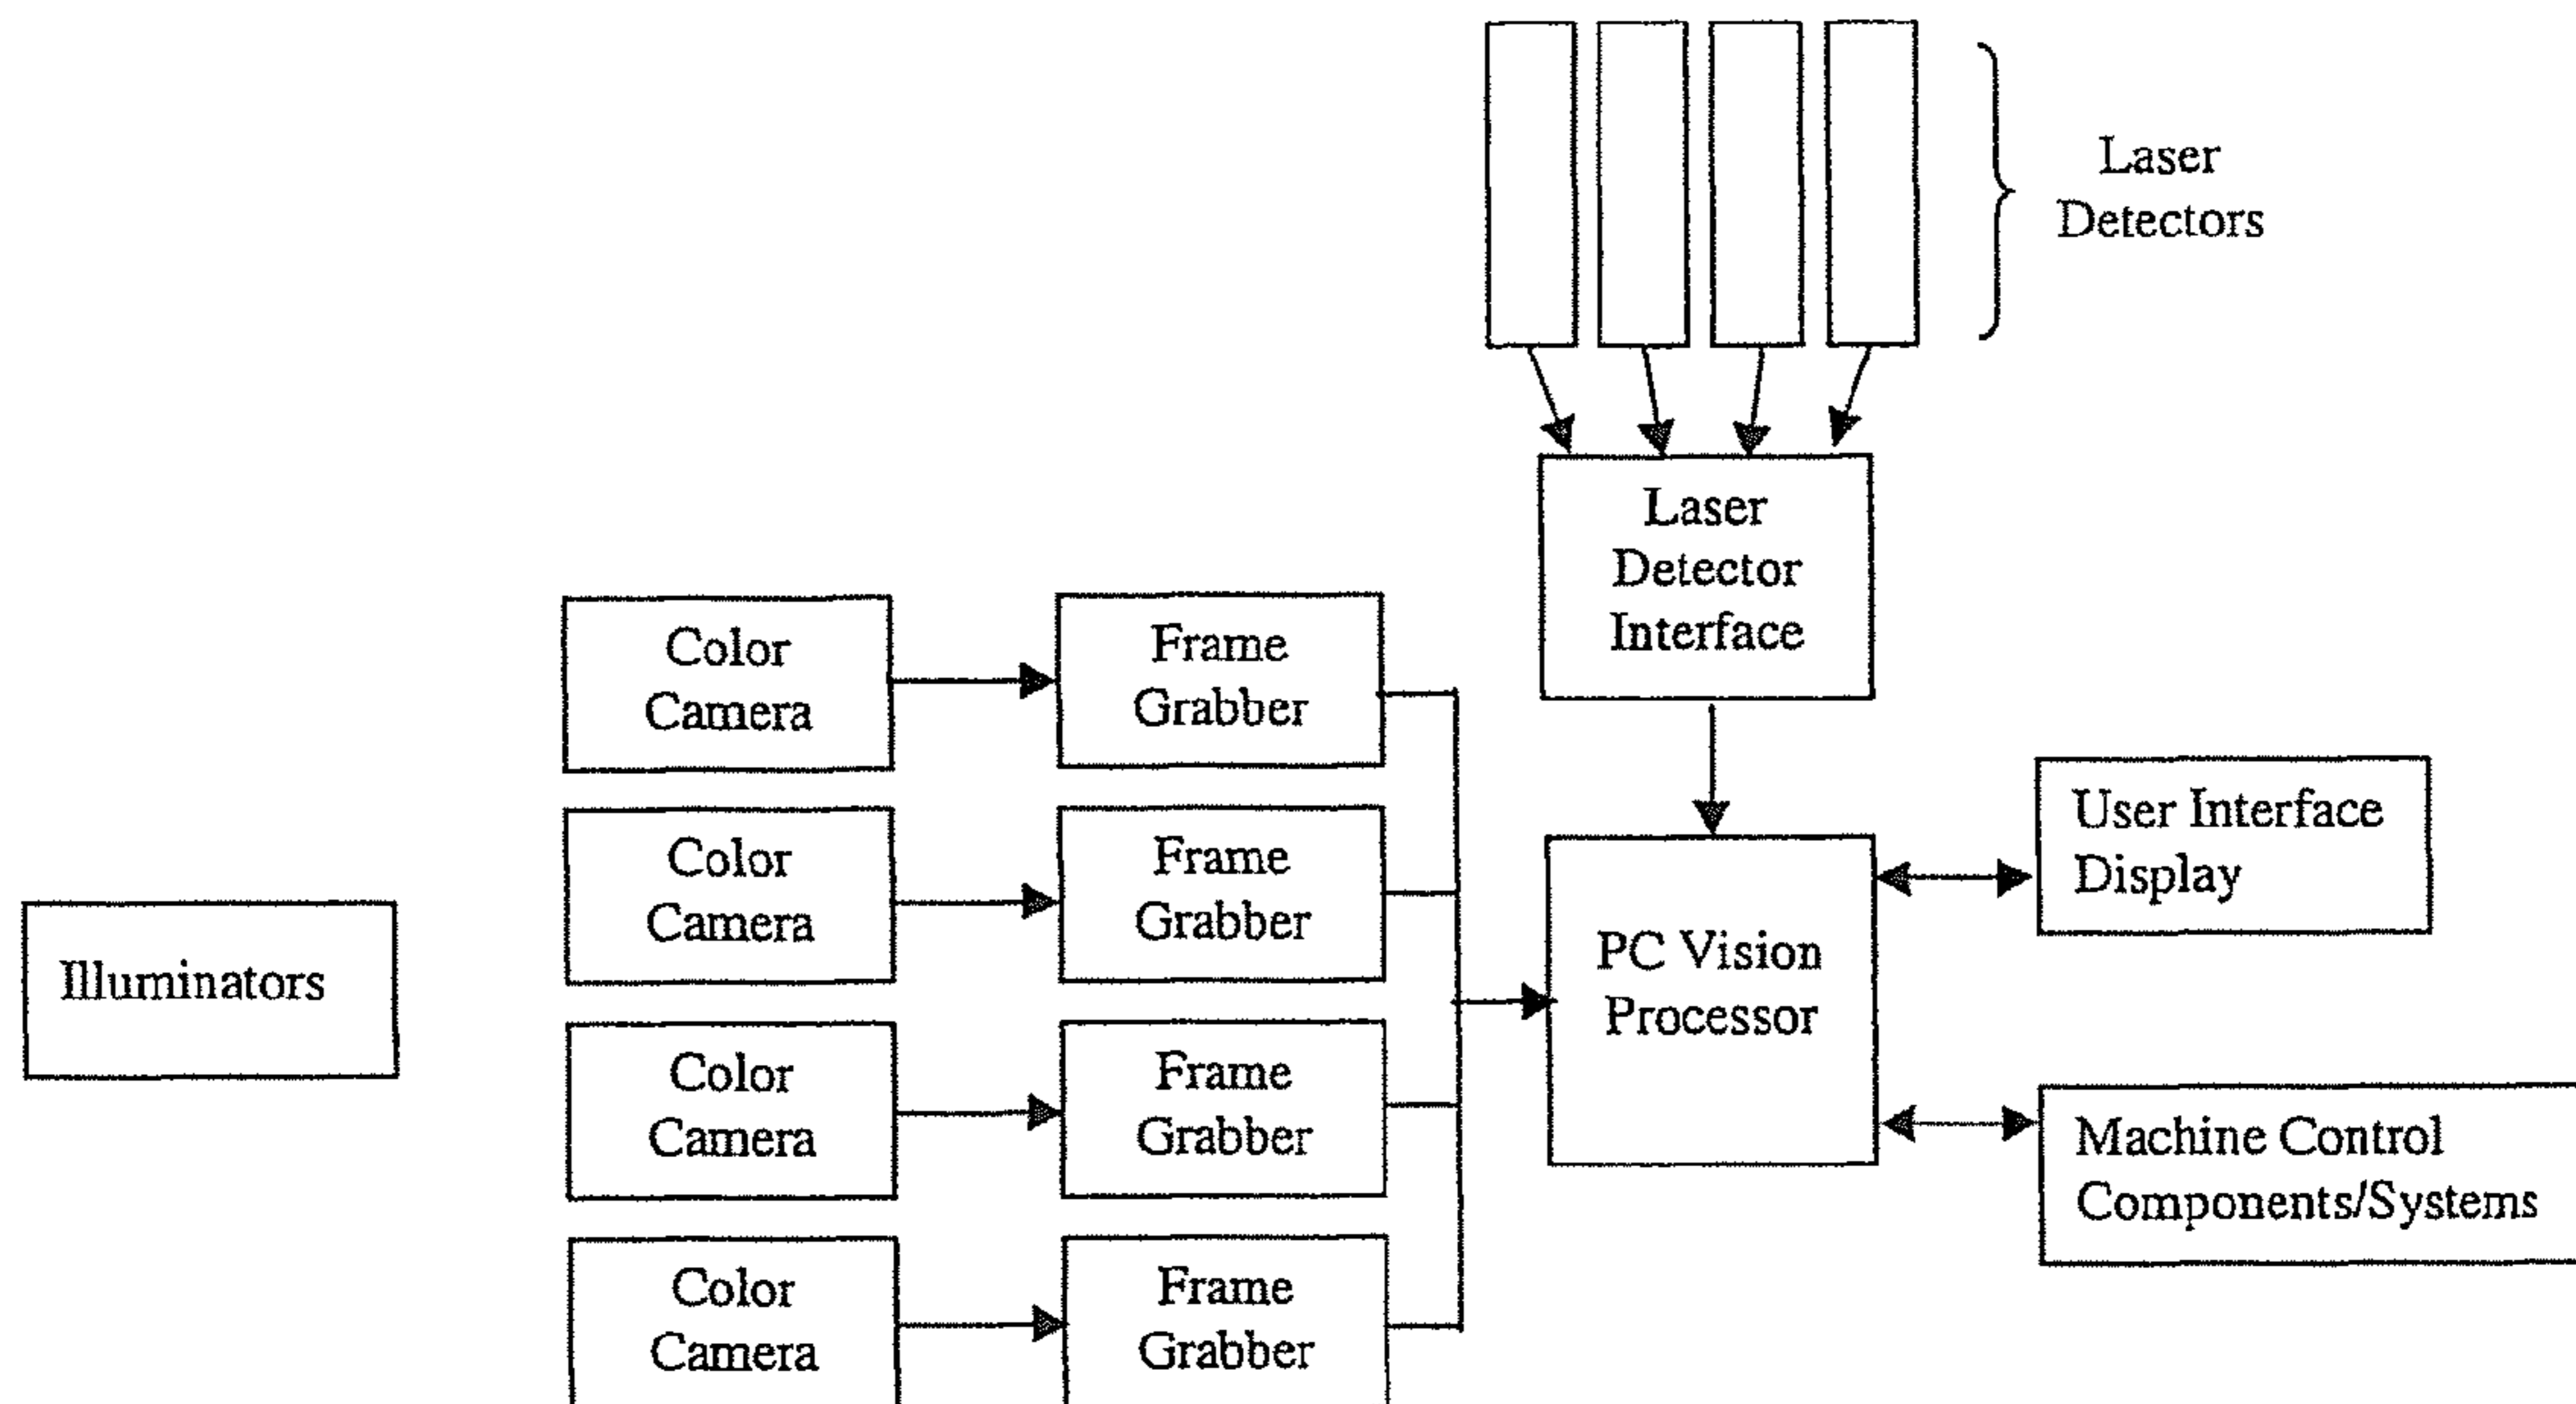 Laser
Detectors
Laser
Detector
Interface
Color
Camera
Frame
Grabber
Color
Camera
Frame
Grabber
Color
Camera
Frame
Grabber
Color
Camera
Frame
Grabber
Illuminators
PC Vision
Processor
User Interface
Display
Machine Control
Components/Systems